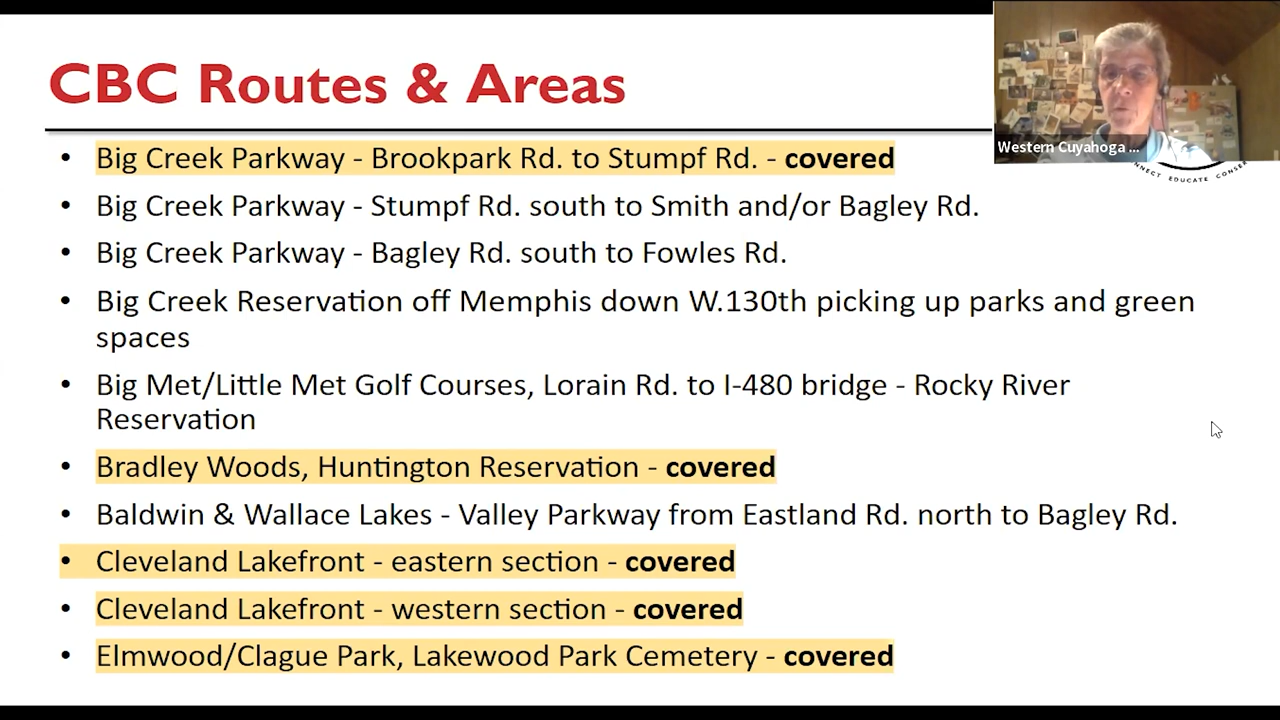 CBC Routes & Areas
Western Cuyahoga ...
NNECT EDUCATE CONSER
• Big Creek Parkway - Brookpark Rd. to Stumpf Rd. - covered
• Big Creek Parkway - Stumpf Rd. south to Smith and/or Bagley Rd.
• Big Creek Parkway - Bagley Rd. south to Fowles Rd.
• Big Creek Reservation off Memphis down W.130th picking up parks and green
spaces
• Big Met/Little Met Golf Courses, Lorain Rd. to I-480 bridge - Rocky River
Reservation
• Bradley Woods, Huntington Reservation - covered
• Baldwin & Wallace Lakes - Valley Parkway from Eastland Rd. north to Bagley Rd.
• Cleveland Lakefront - eastern section - covered
• Cleveland Lakefront - western section - covered
• Elmwood/Clague Park, Lakewood Park Cemetery - covered